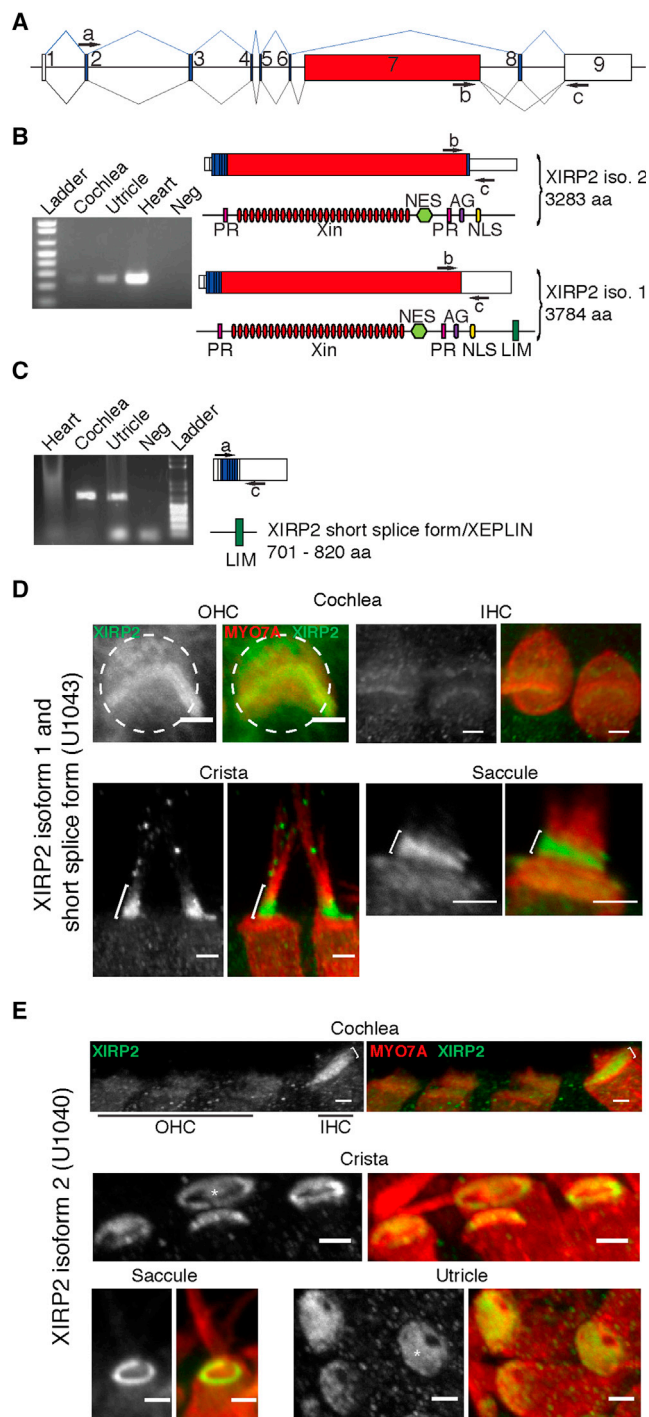 A
a
1 2 3 4 5 6 7 8 9
b
c
B
Ladder
Cochlea
Utricle
Heart
Neg
b
c
NES AG
PR Xin PR NLS
XIRP2 iso. 2
3283 aa
b
c
NES AG
PR Xin PR NLS LIM
XIRP2 iso. 1
3784 aa
C
Heart
Cochlea
Utricle
Neg
Ladder
a
c
LIM
XIRP2 short splice form/XEPLIN
701 - 820 aa
D
XIRP2 isoform 1 and
short splice form (U1043)
Cochlea
OHC IHC
XIRP2 MYO7A XIRP2
Crista Saccule
E
XIRP2 isoform 2 (U1040)
Cochlea
XIRP2 MYO7A XIRP2
OHC IHC
Crista
*
Saccule Utricle
*